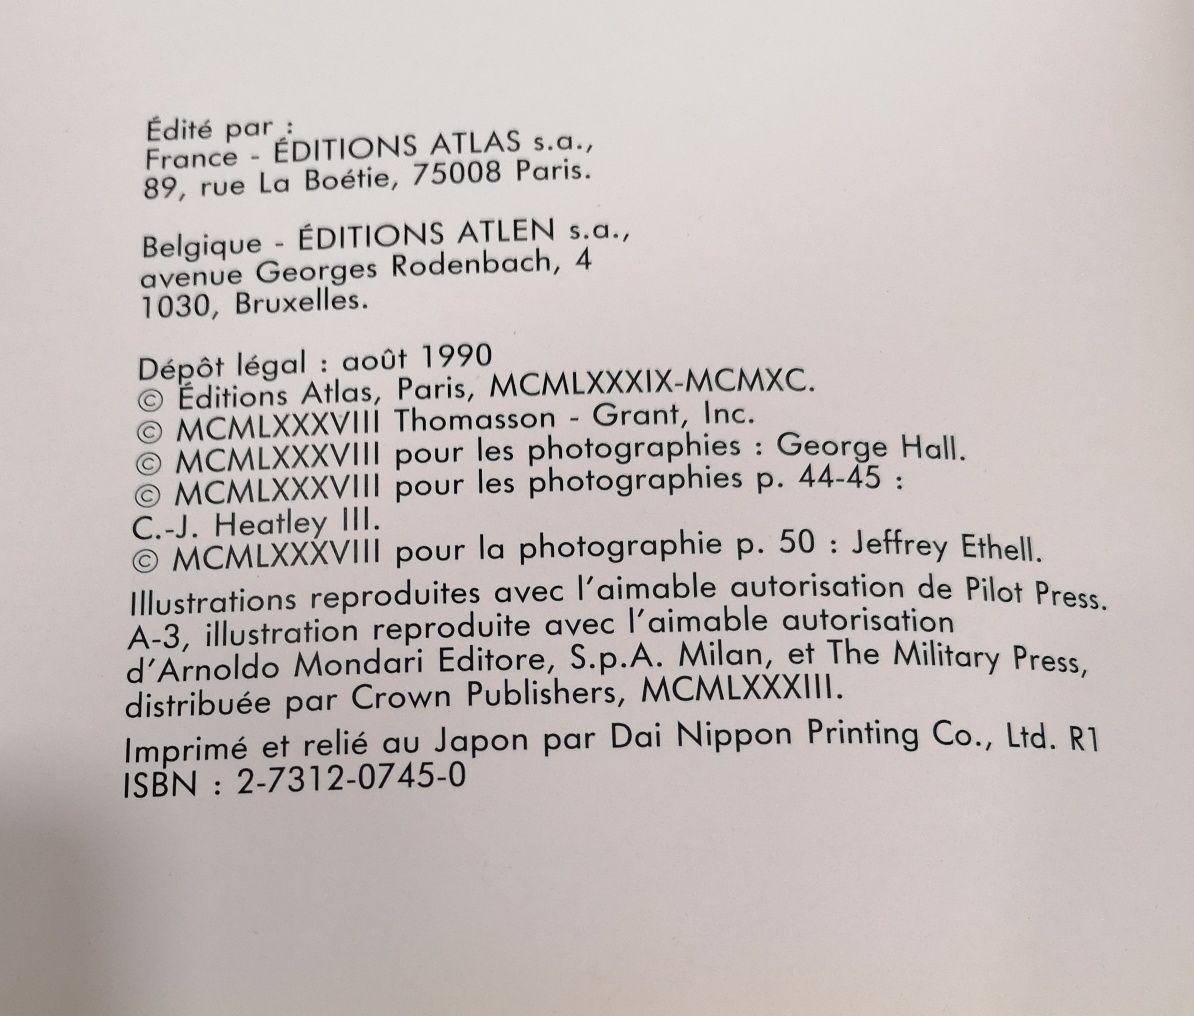 Édité par :
France - ÉDITIONS ATLAS s.a.,
89, rue La Boétie, 75008 Paris.
Belgique - ÉDITIONS ATLEN s.a.,
avenue Georges Rodenbach, 4
1030, Bruxelles.
Dépôt légal : août 1990
© Éditions Atlas, Paris, MCMLXXXIX-MCMXC.
© MCMLXXXVIII Thomasson - Grant, Inc.
© MCMLXXXVIII pour les photographies : George Hall.
© MCMLXXXVIII pour les photographies p. 44-45 :
C.-J. Heatley III.
© MCMLXXXVIII pour la photographie p. 50 : Jeffrey Ethell.
Illustrations reproduites avec l'aimable autorisation de Pilot Press.
A-3, illustration reproduite avec l'aimable autorisation
d'Arnoldo Mondari Editore, S.p.A. Milan, et The Military Press,
distribuée par Crown Publishers, MCMLXXXIII.
Imprimé et relié au Japon par Dai Nippon Printing Co., Ltd. R1
ISBN : 2-7312-0745-0